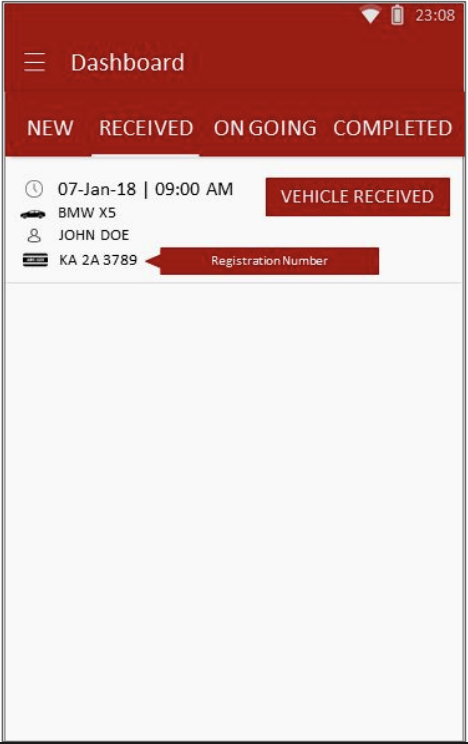 23:08
Dashboard
NEW RECEIVED ON GOING COMPLETED
07-Jan-18 | 09:00 AM
VEHICLE RECEIVED
BMW X5
JOHN DOE
KA 2A 3789
Registration Number